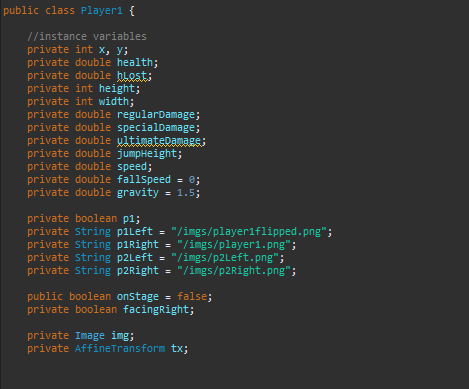 public class Player1 {
//instance variables
private int x, y;
private double health;
private double hLost;
private int height;
private int width;
private double regularDamage;
private double specialDamage;
private double ultimateDamage;
private double jumpHeight;
private double speed;
private double fallSpeed = 0;
private double gravity = 1.5;
private boolean p1;
private String p1Left = "/imgs/player1flipped.png";
private String p1Right = "/imgs/player1.png";
private String p2Left = "/imgs/p2Left.png";
private String p2Right = "/imgs/p2Right.png";
public boolean onStage = false;
private boolean facingRight;
private Image img;
private AffineTransform tx;